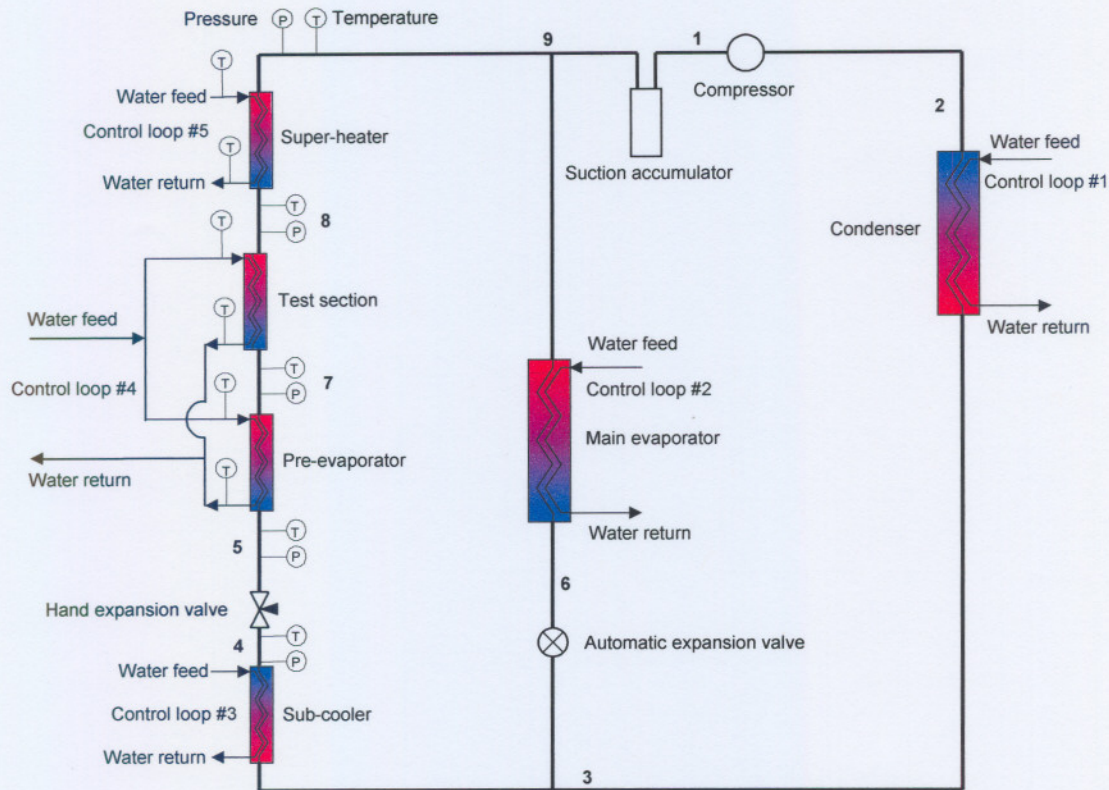 Pressure P T Temperature
9
1
T
Compressor
Water feed
2
Control loop #5
Super-heater
T
Water feed
Water return
Suction accumulator
Control loop #1
T
8
P
T
Condenser
Test section
Water feed
T
Water return
Water feed
T
7
P
Control loop #4
Control loop #2
T
Main evaporator
Pre-evaporator
Water return
T
Water return
T
5
P
6
Hand expansion valve
T
4
P
Automatic expansion valve
Water feed
Control loop #3
Sub-cooler
Water return
3